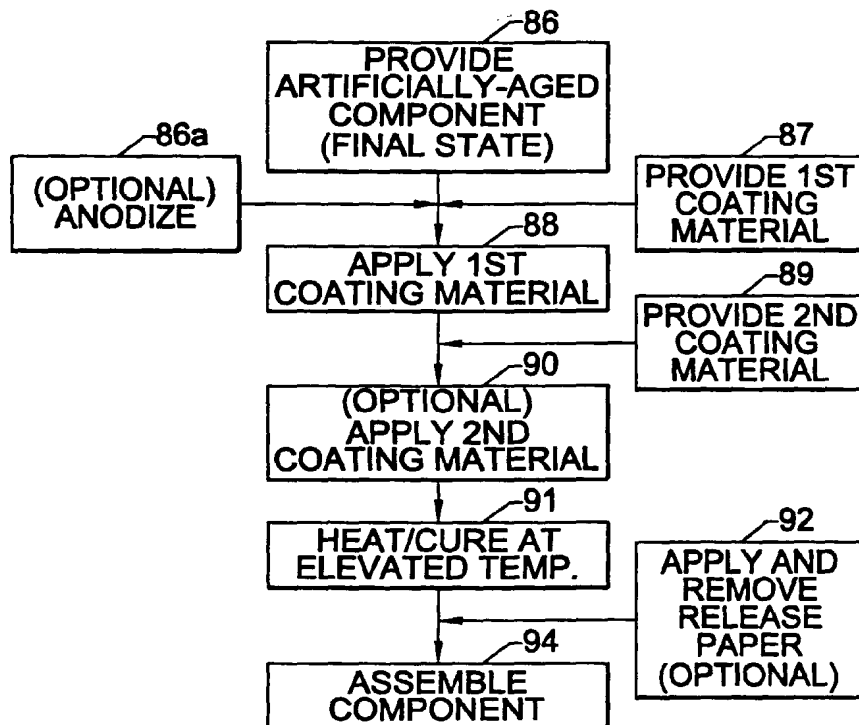 86
PROVIDE
ARTIFICIALLY-AGED
COMPONENT
(FINAL STATE)
86a
(OPTIONAL)
ANODIZE
87
PROVIDE 1ST
COATING
MATERIAL
88
APPLY 1ST
COATING MATERIAL
89
PROVIDE 2ND
COATING
MATERIAL
90
(OPTIONAL)
APPLY 2ND
COATING MATERIAL
91
HEAT/CURE AT
ELEVATED TEMP.
92
APPLY AND
REMOVE
RELEASE
PAPER
(OPTIONAL)
94
ASSEMBLE
COMPONENT